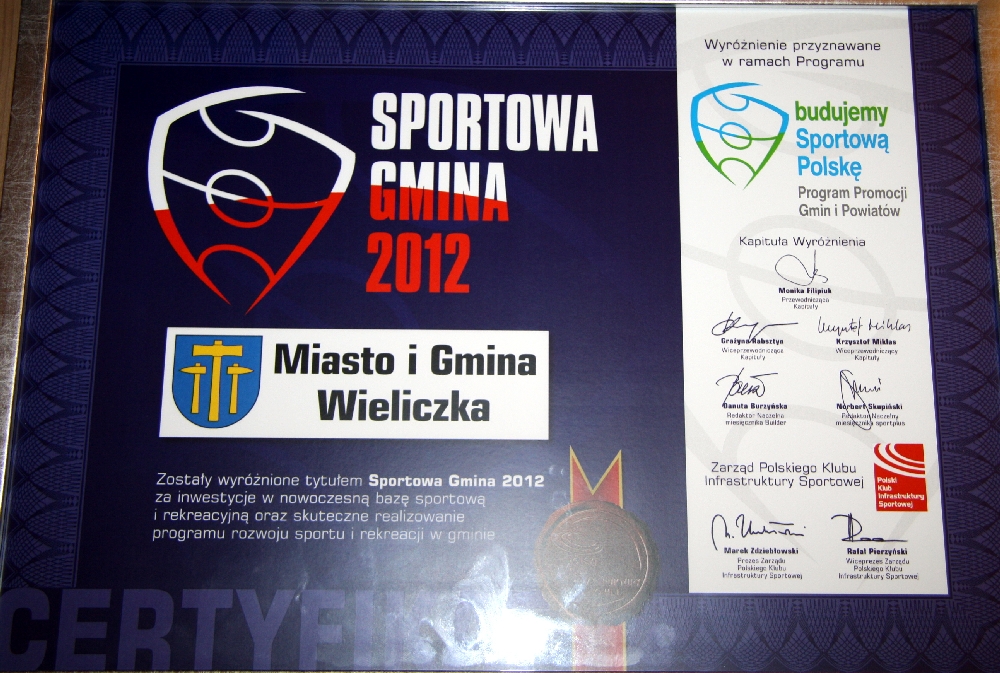 SPORTOWA
GMINA
2012
Miasto i Gmina
Wieliczka
Zostały wyróżnione tytułem Sportowa Gmina 2012
za inwestycje w nowoczesną bazę sportową
i rekreacyjną oraz skuteczne realizowanie
programu rozwoju sportu i rekreacji w gminie
Wyróżnienie przyznawane
w ramach Programu
budujemy
Sportową
Polskę
Program Promocji
Gmin i Powiatów
Kapituła Wyróżnienia
Monika Filipiuk
Przewodnicząca
Kapituły
Grażyna Rabsztyn
Wiceprzewodnicząca
Kapituły
Krzysztof Miklas
Wiceprzewodniczący
Kapituły
Danuta Burzyńska
Redaktor Naczelna
miesięcznika Builder
Norbert Skupiński
Redaktor Naczelny
miesięcznika sportplus
Zarząd Polskiego Klubu
Infrastruktury Sportowej
Polski
Klub
Infrastruktury
Sportowej
Marek Zdziebłowski
Prezes Zarządu
Polskiego Klubu
Infrastruktury Sportowej
Rafał Pierzyński
Wiceprezes Zarządu
Polskiego Klubu
Infrastruktury Sportowej